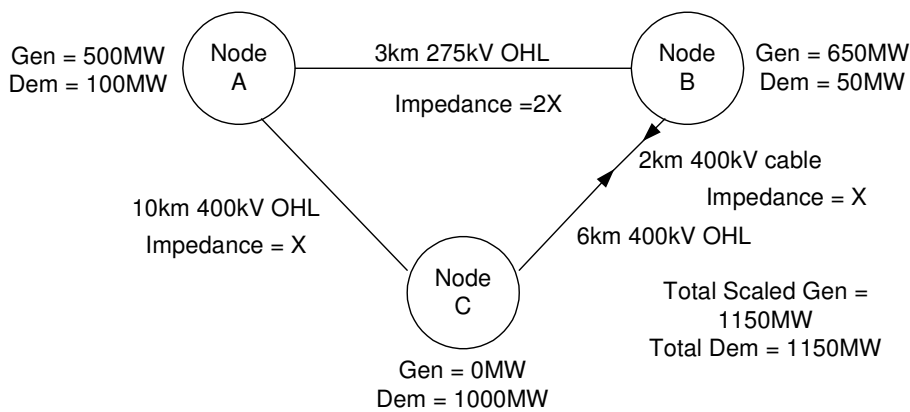 Gen = 500MW
Dem = 100MW
Node
A
3km 275kV OHL
Impedance =2X
Node
B
Gen = 650MW
Dem = 50MW
2km 400kV cable
Impedance = X
10km 400kV OHL
Impedance = X
6km 400kV OHL
Node
C
Total Scaled Gen =
1150MW
Total Dem = 1150MW
Gen = 0MW
Dem = 1000MW